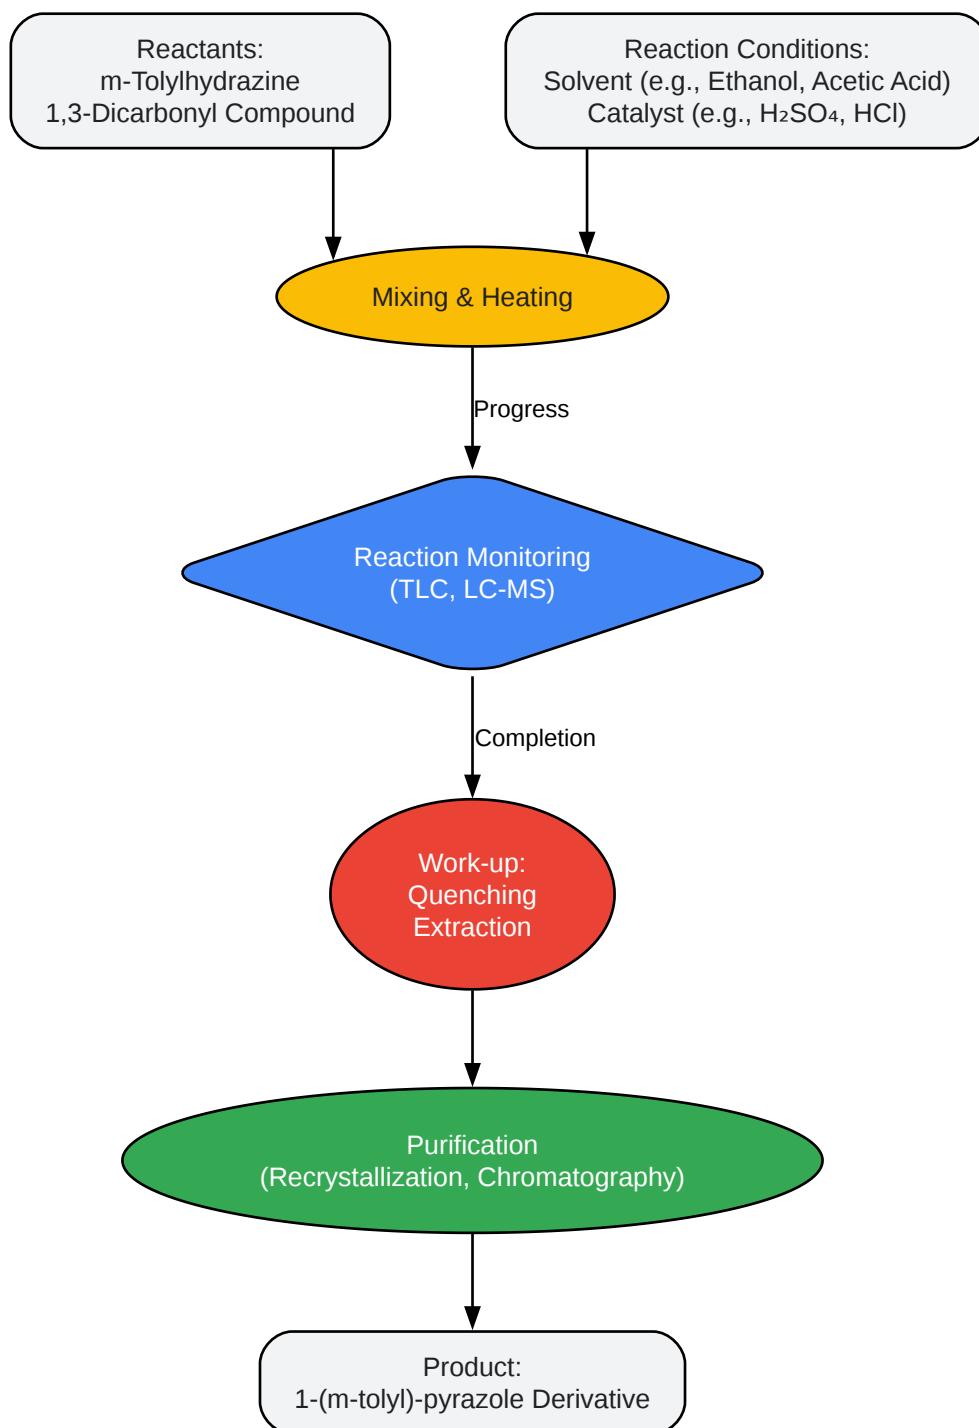 Reactants:
m-Tolylhydrazine
1,3-Dicarbonyl Compound
Reaction Conditions:
Solvent (e.g., Ethanol, Acetic Acid)
Catalyst (e.g., H₂SO₄, HCl)
Mixing & Heating
Progress
Reaction Monitoring
(TLC, LC-MS)
Completion
Work-up:
Quenching
Extraction
Purification
(Recrystallization, Chromatography)
Product:
1-(m-tolyl)-pyrazole Derivative